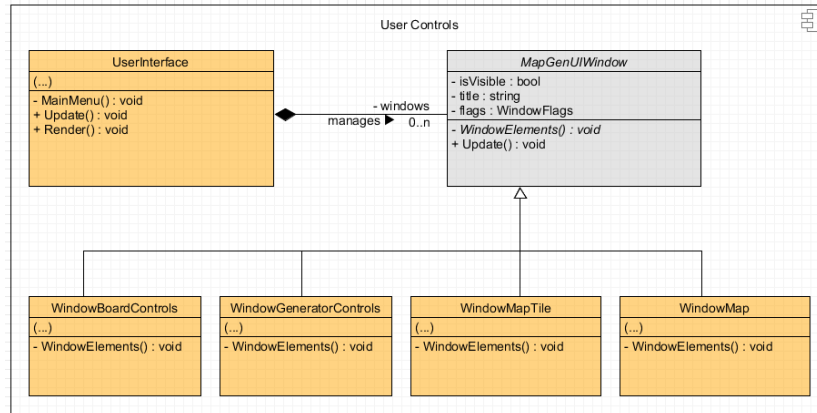 User Controls
UserInterface
(...)
- MainMenu() : void
+ Update() : void
+ Render() : void
- windows
manages
0..n
MapGenUIWindow
- isVisible : bool
- title : string
- flags : WindowFlags
- WindowElements() : void
+ Update() : void
WindowBoardControls
(...)
- WindowElements() : void
WindowGeneratorControls
(...)
- WindowElements() : void
WindowMapTile
(...)
- WindowElements() : void
WindowMap
(...)
- WindowElements() : void